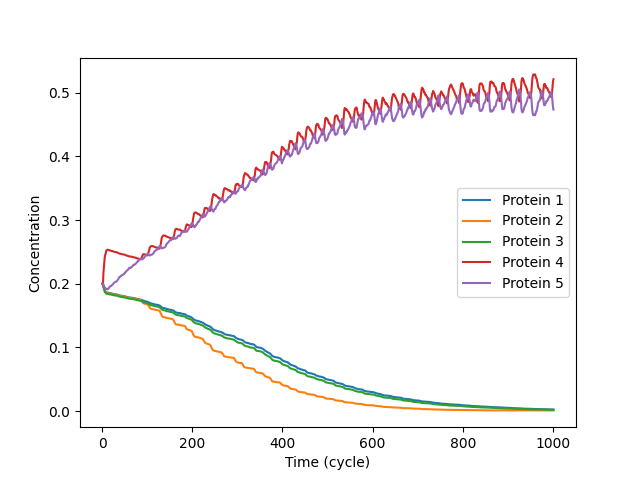 0.5
0.4
0.3
0.2
0.1
0.0
Concentration
Protein 1
Protein 2
Protein 3
Protein 4
Protein 5
0 200 400 600 800 1000
Time (cycle)